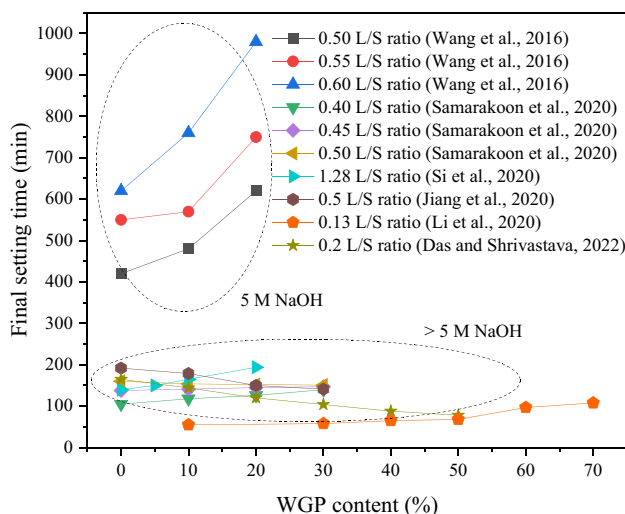 1000
900
800
700
600
500
400
300
200
100
0
Final setting time (min)
0.50 L/S ratio (Wang et al., 2016)
0.55 L/S ratio (Wang et al., 2016)
0.60 L/S ratio (Wang et al., 2016)
0.40 L/S ratio (Samarakoon et al., 2020)
0.45 L/S ratio (Samarakoon et al., 2020)
0.50 L/S ratio (Samarakoon et al., 2020)
1.28 L/S ratio (Si et al., 2020)
0.5 L/S ratio (Jiang et al., 2020)
0.13 L/S ratio (Li et al., 2020)
0.2 L/S ratio (Das and Shrivastava, 2022)
5 M NaOH
> 5 M NaOH
0 10 20 30 40 50 60 70
WGP content (%)